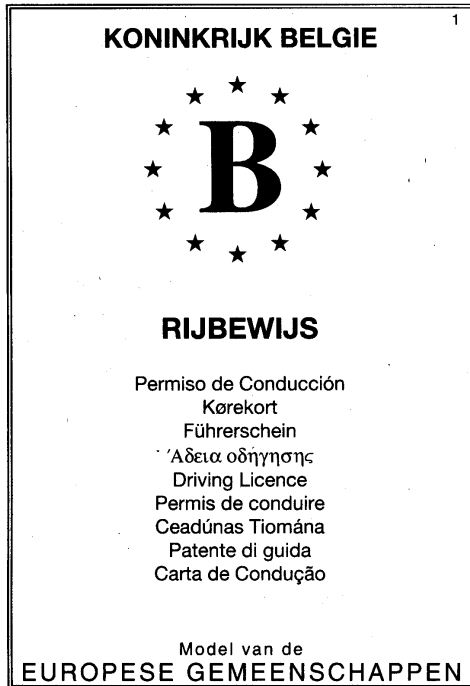 1
KONINKRIJK BELGIE
B
RIJBEWIJS
Permiso de Conducción
Kørekort
Führerschein
Άδεια οδήγησης
Driving Licence
Permis de conduire
Ceadúnas Tiomána
Patente di guida
Carta de Condução
Model van de
EUROPESE GEMEENSCHAPPEN